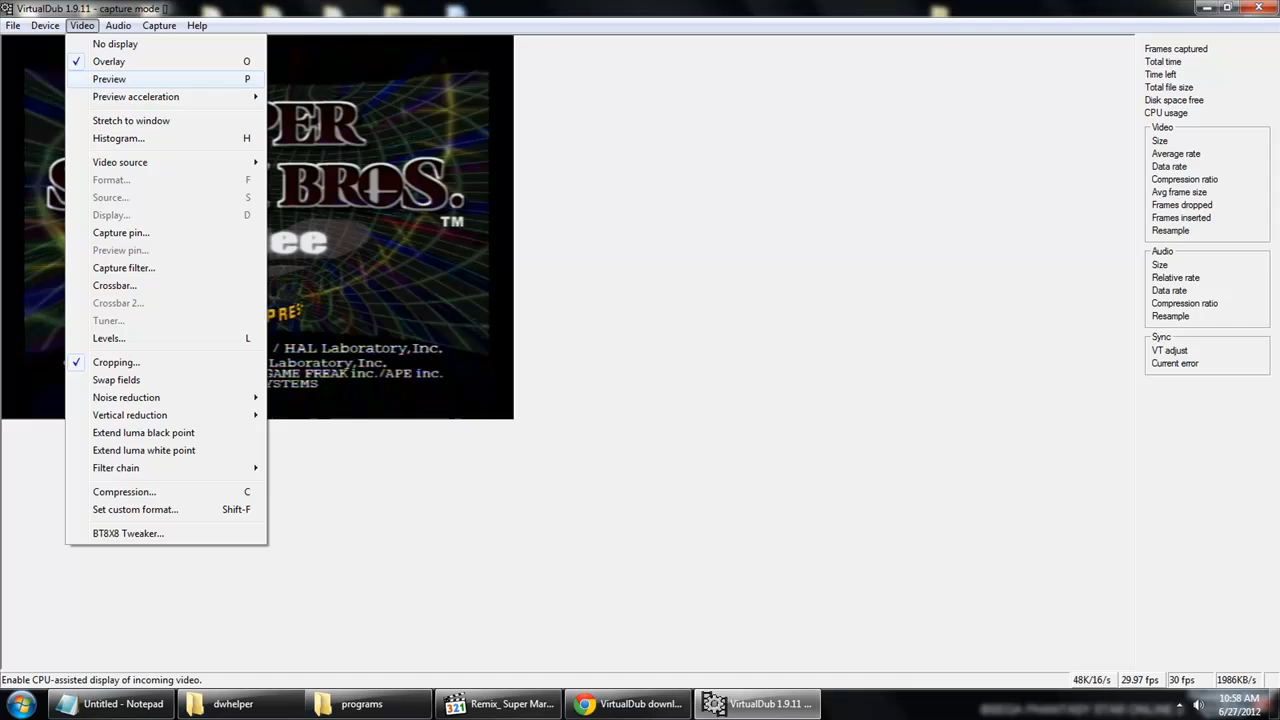 VirtualDub 1.9.11 - capture mode []
File Device Video Audio Capture Help
No display
Overlay O
Preview P
Preview acceleration
Stretch to window
Histogram... H
Video source
Format... F
Source... S
Display... D
Capture pin...
Preview pin...
Capture filter...
Crossbar...
Crossbar 2...
Tuner...
Levels... L
Cropping...
Swap fields
Noise reduction
Vertical reduction
Extend luma black point
Extend luma white point
Filter chain
Compression... C
Set custom format... Shift-F
BT8X8 Tweaker...
PER
S BROS.
TM
ee
PRES
/ HAL Laboratory,Inc.
Laboratory,Inc.
GAME FREAK inc./APE inc.
YSTEMS
Frames captured
Total time
Time left
Total file size
Disk space free
CPU usage
Video
Size
Average rate
Data rate
Compression ratio
Avg frame size
Frames dropped
Frames inserted
Resample
Audio
Size
Relative rate
Data rate
Compression ratio
Resample
Sync
VT adjust
Current error
Enable CPU-assisted display of incoming video. 48K/16/s 29.97 fps 30 fps 1986KB/s
Untitled - Notepad dwhelper programs Remix_ Super Mar... VirtualDub downl... VirtualDub 1.9.11 ...
10:58 AM
6/27/2012